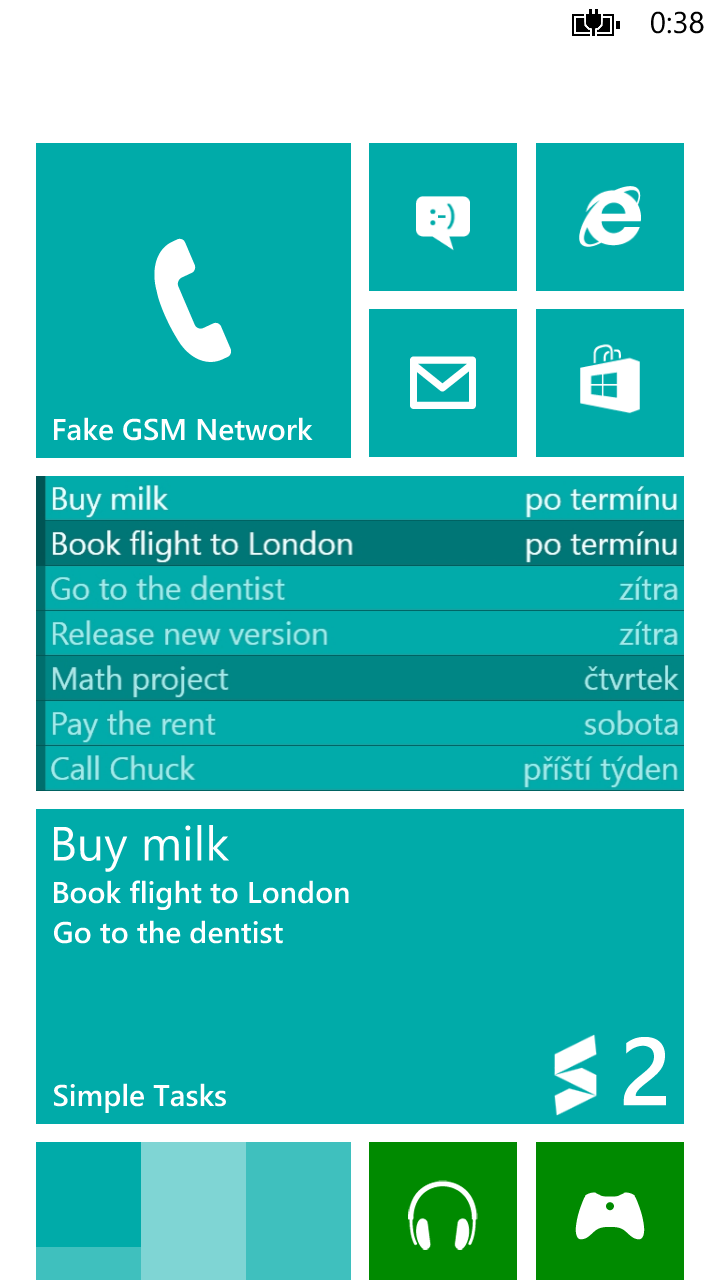 0:38
:-)
Fake GSM Network
Buy milk po termínu
Book flight to London po termínu
Go to the dentist zítra
Release new version zítra
Math project čtvrtek
Pay the rent sobota
Call Chuck příští týden
Buy milk
Book flight to London
Go to the dentist
Simple Tasks 2